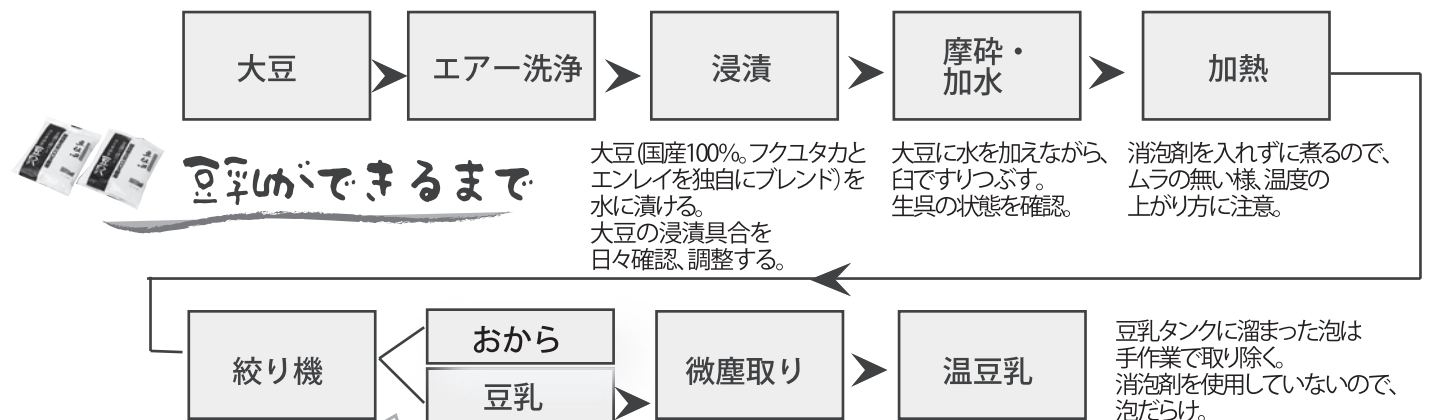 大豆
エアー洗浄
浸漬
摩砕・
加水
加熱
豆乳ができるまで
大豆(国産100%。フクユタカと
エンレイを独自にブレンド)を
水に漬ける。
大豆の浸漬具合を
日々確認、調整する。
大豆に水を加えながら、
臼ですりつぶす。
生呉の状態を確認。
消泡剤を入れずに煮るので、
ムラの無い様、温度の
上がり方に注意。
絞り機
おから
豆乳
微塵取り
温豆乳
豆乳タンクに溜まった泡は
手作業で取り除く。
消泡剤を使用していないので、
泡だらけ。